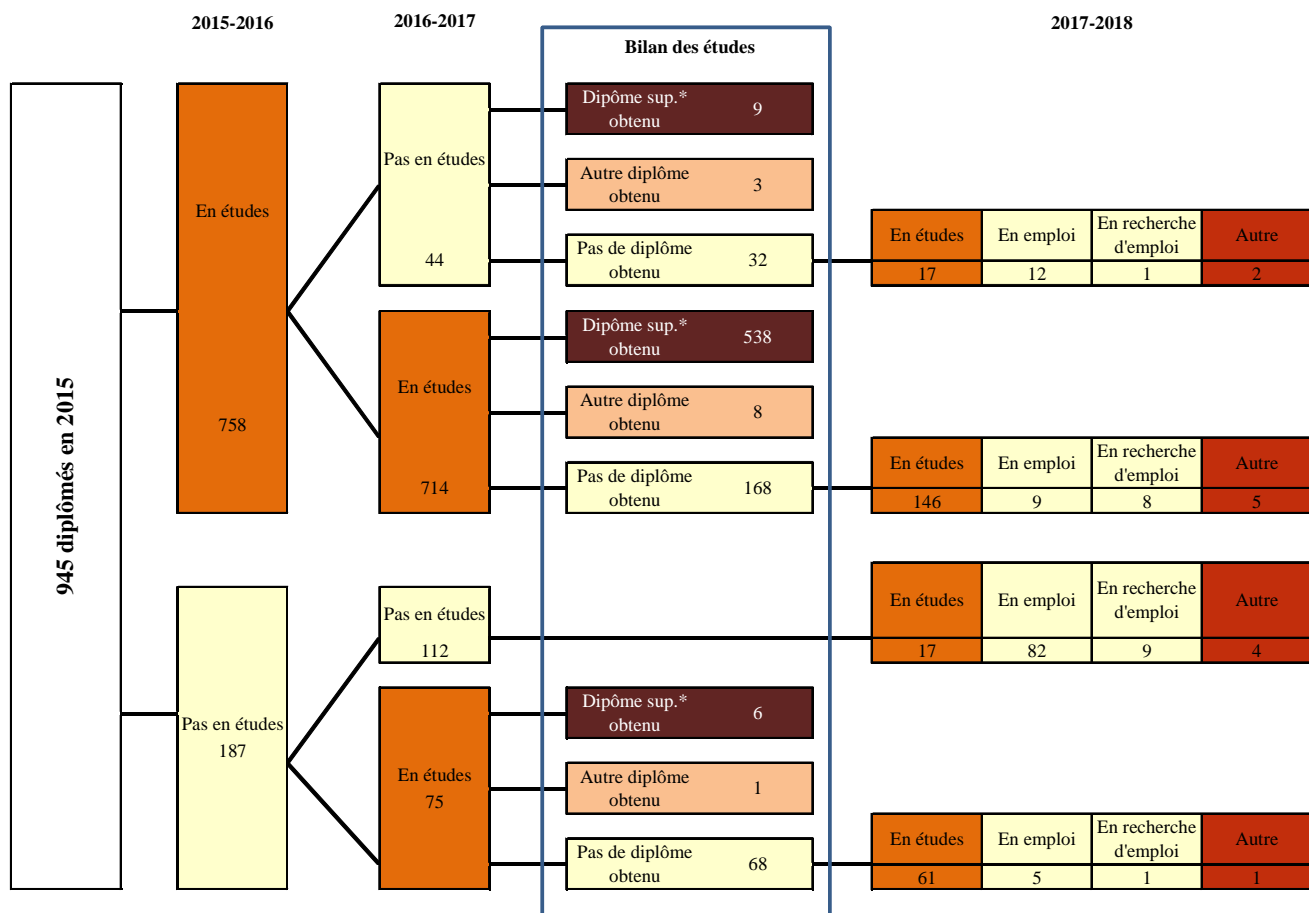 2015-2016
2016-2017
2017-2018
Bilan des études
945 diplômés en 2015
En études
758
Pas en études
44
Dipôme sup.*
obtenu
9
Autre diplôme
obtenu
3
Pas de diplôme
obtenu
32
En études
En emploi
En recherche
d'emploi
Autre
17
12
1
2
En études
714
Dipôme sup.*
obtenu
538
Autre diplôme
obtenu
8
Pas de diplôme
obtenu
168
En études
En emploi
En recherche
d'emploi
Autre
146
9
8
5
Pas en études
187
Pas en études
112
En études
En emploi
En recherche
d'emploi
Autre
17
82
9
4
En études
75
Dipôme sup.*
obtenu
6
Autre diplôme
obtenu
1
Pas de diplôme
obtenu
68
En études
En emploi
En recherche
d'emploi
Autre
61
5
1
1